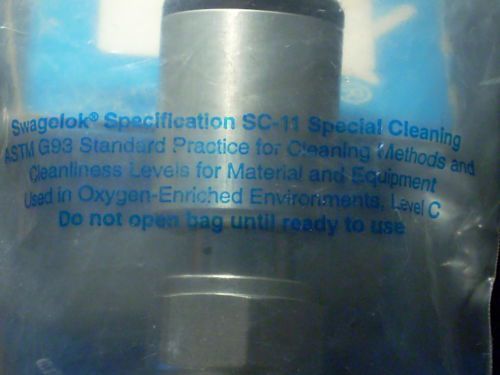 Swagelok® Specification SC-11 Special Cleaning
ASTM G93 Standard Practice for Cleaning Methods and
Cleanliness Levels for Material and Equipment
Used in Oxygen-Enriched Environments, Level C
Do not open bag until ready to use